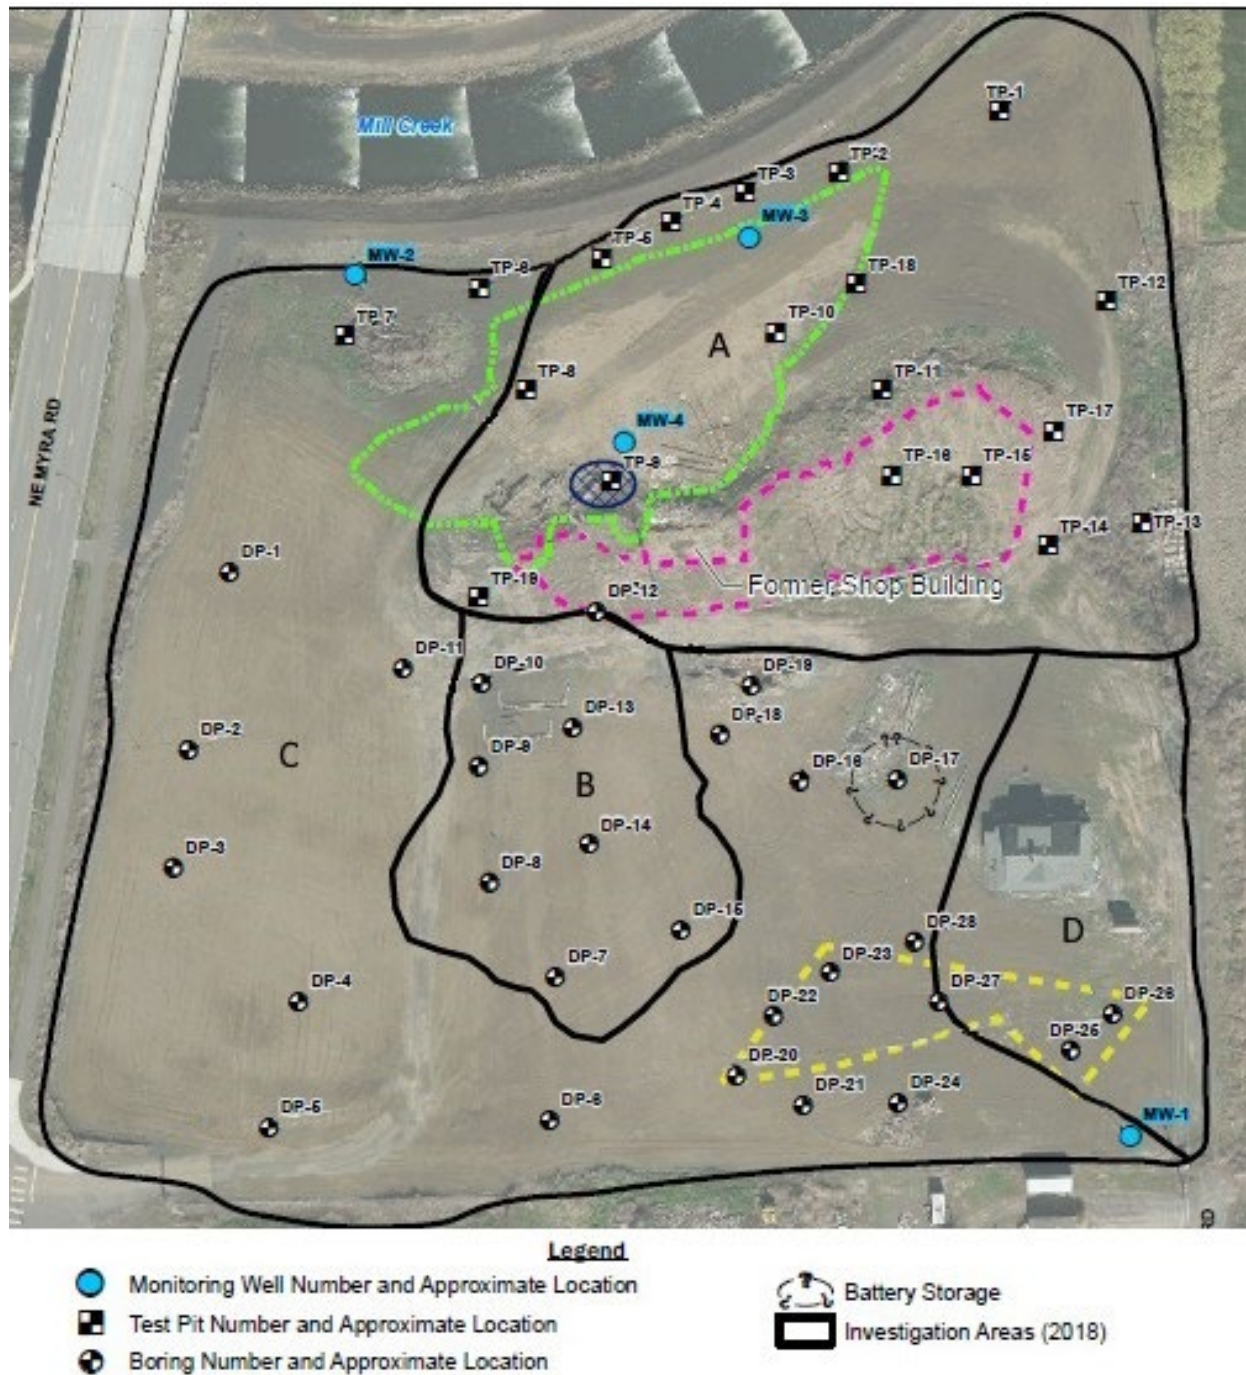 TP-1
Mill Creek
TP-2
TP-3
TP-4
MW-3
TP-5
MW-2
TP-6
TP-18
TP-12
TP-7
TP-10
A
TP-8
TP-11
NE MYRA RD
MW-4
TP-17
TP-9
TP-16
TP-15
TP-13
TP-14
DP-1
TP-19
DP-12
Former Shop Building
DP-11
DP-10
DP-19
DP-13
DP-18
DP-2
C
DP-9
B
DP-16
??
DP-17
DP-14
DP-3
DP-8
DP-15
D
DP-28
DP-7
DP-23
DP-4
DP-22
DP-27
DP-26
DP-25
DP-20
DP-5
DP-6
DP-21
DP-24
MW-1
RD
Legend
Monitoring Well Number and Approximate Location
Test Pit Number and Approximate Location
Boring Number and Approximate Location
?
Battery Storage
Investigation Areas (2018)